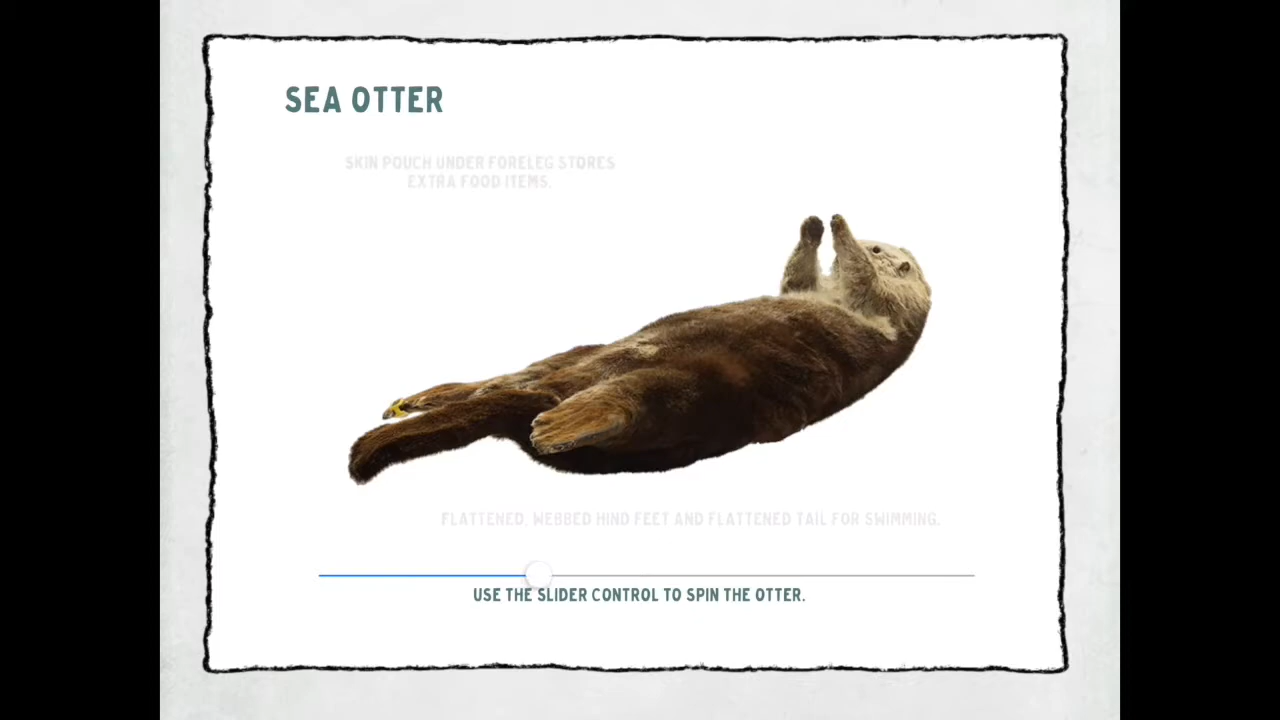 SEA OTTER
SKIN POUCH UNDER FORELEG STORES
EXTRA FOOD ITEMS.
FLATTENED, WEBBED HIND FEET AND FLATTENED TAIL FOR SWIMMING.
USE THE SLIDER CONTROL TO SPIN THE OTTER.